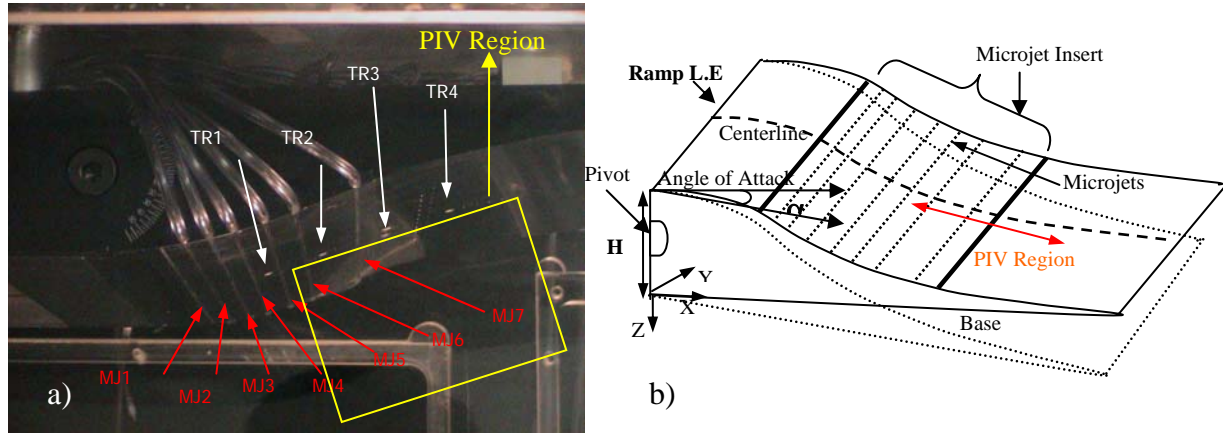 PIV Region
TR3
TR4
TR1
TR2
MJ7
MJ6
MJ5
MJ4
MJ3
MJ2
MJ1
a)
Microjet Insert
Ramp L.E
Centerline
Pivot
Angle of Attack
α
Microjets
H
PIV Region
Y
X
Z
Base
b)